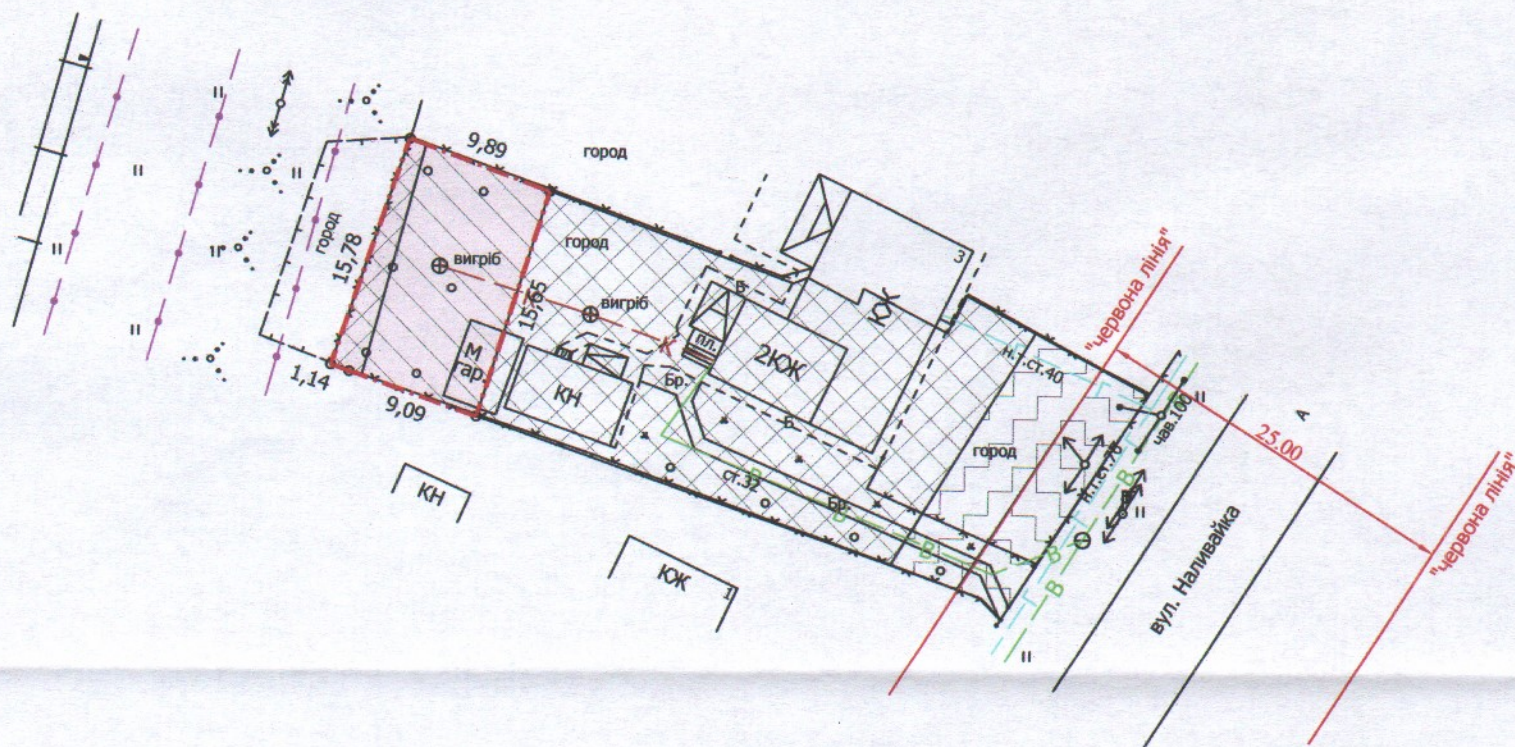 9,89
город
город
15,78
вигріб
город
15,65
вигріб
М
гар.
1,14
9,09
КН
К
пл.
Б.
2КЖ
КЖ
3
Бр.
Б.
ст.32
В
Бр.
В
В
В
В
В
Н.Т.ст.40
город
Н.Т.ст.76
чав.100
"червона лінія"
25.00
А
"червона лінія"
вул. Наливайка
КН
КЖ
1